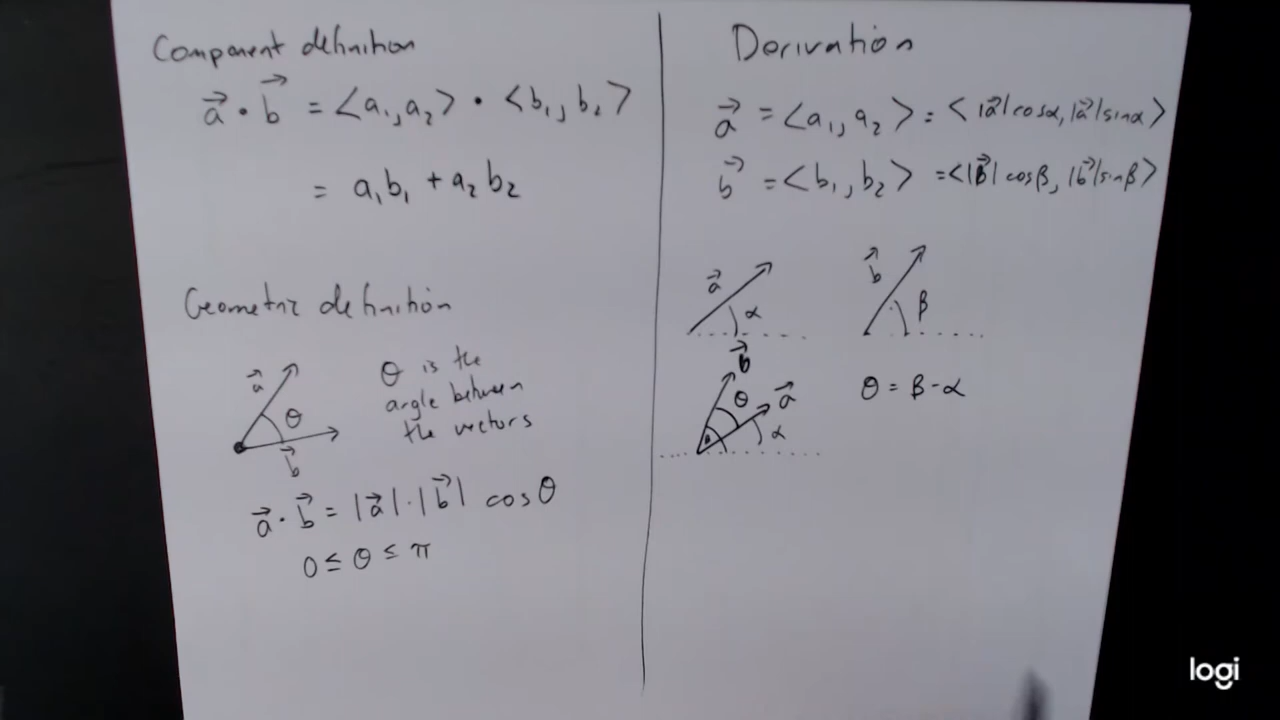 Component definition
a⃗ · b⃗ = <a₁, a₂> · <b₁, b₂>
= a₁b₁ + a₂b₂
Geometric definition
a⃗
θ
b⃗
θ is the
angle between
the vectors
a⃗ · b⃗ = |a⃗| · |b⃗| cos θ
0 ≤ θ ≤ π
Derivation
a⃗ = <a₁, a₂> = <|a⃗| cos α, |a⃗| sin α>
b⃗ = <b₁, b₂> = <|b⃗| cos β, |b⃗| sin β>
a⃗
α
b⃗
β
b⃗
θ
a⃗
α
θ = β - α
logi